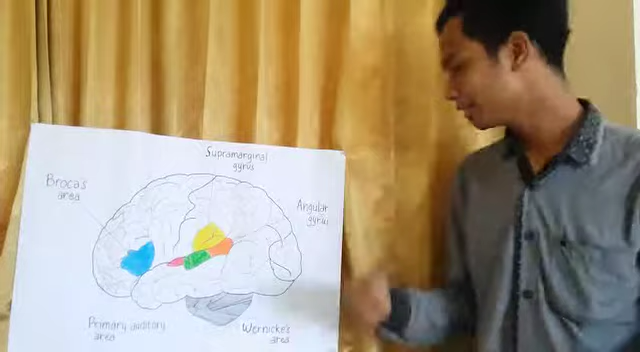 Supramarginal
gyrus
Broca's
area
Angular
gyrus
Primary auditory
area
Wernicke's
area